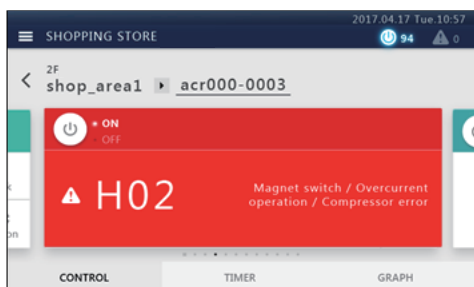 2017.04.17 Tue.10:57
SHOPPING STORE 94 0
2F
shop_area1 acr000-0003
ON
OFF
H02
Magnet switch / Overcurrent
operation / Compressor error
on
CONTROL TIMER GRAPH